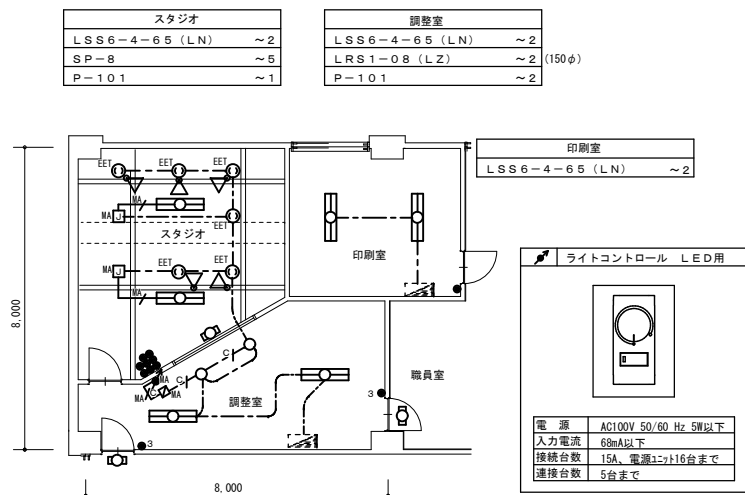 スタジオ
LSS6-4-65(LN) ~2
SP-8 ~5
P-101 ~1
調整室
LSS6-4-65(LN) ~2
LRS1-08(LZ) ~2 (150φ)
P-101 ~2
印刷室
LSS6-4-65(LN) ~2
EET EET EET
MA
MA J EET
スタジオ
印刷室
MA J EET EET
MA
8,000
ライトコントロール LED用
C
MA C
MA C MA
調整室
3
職員室
3
電 源 AC100V 50/60 Hz 5W以下
入力電流 68mA以下
接続台数 15A、電源ユニット16台まで
連接台数 5台まで
8,000